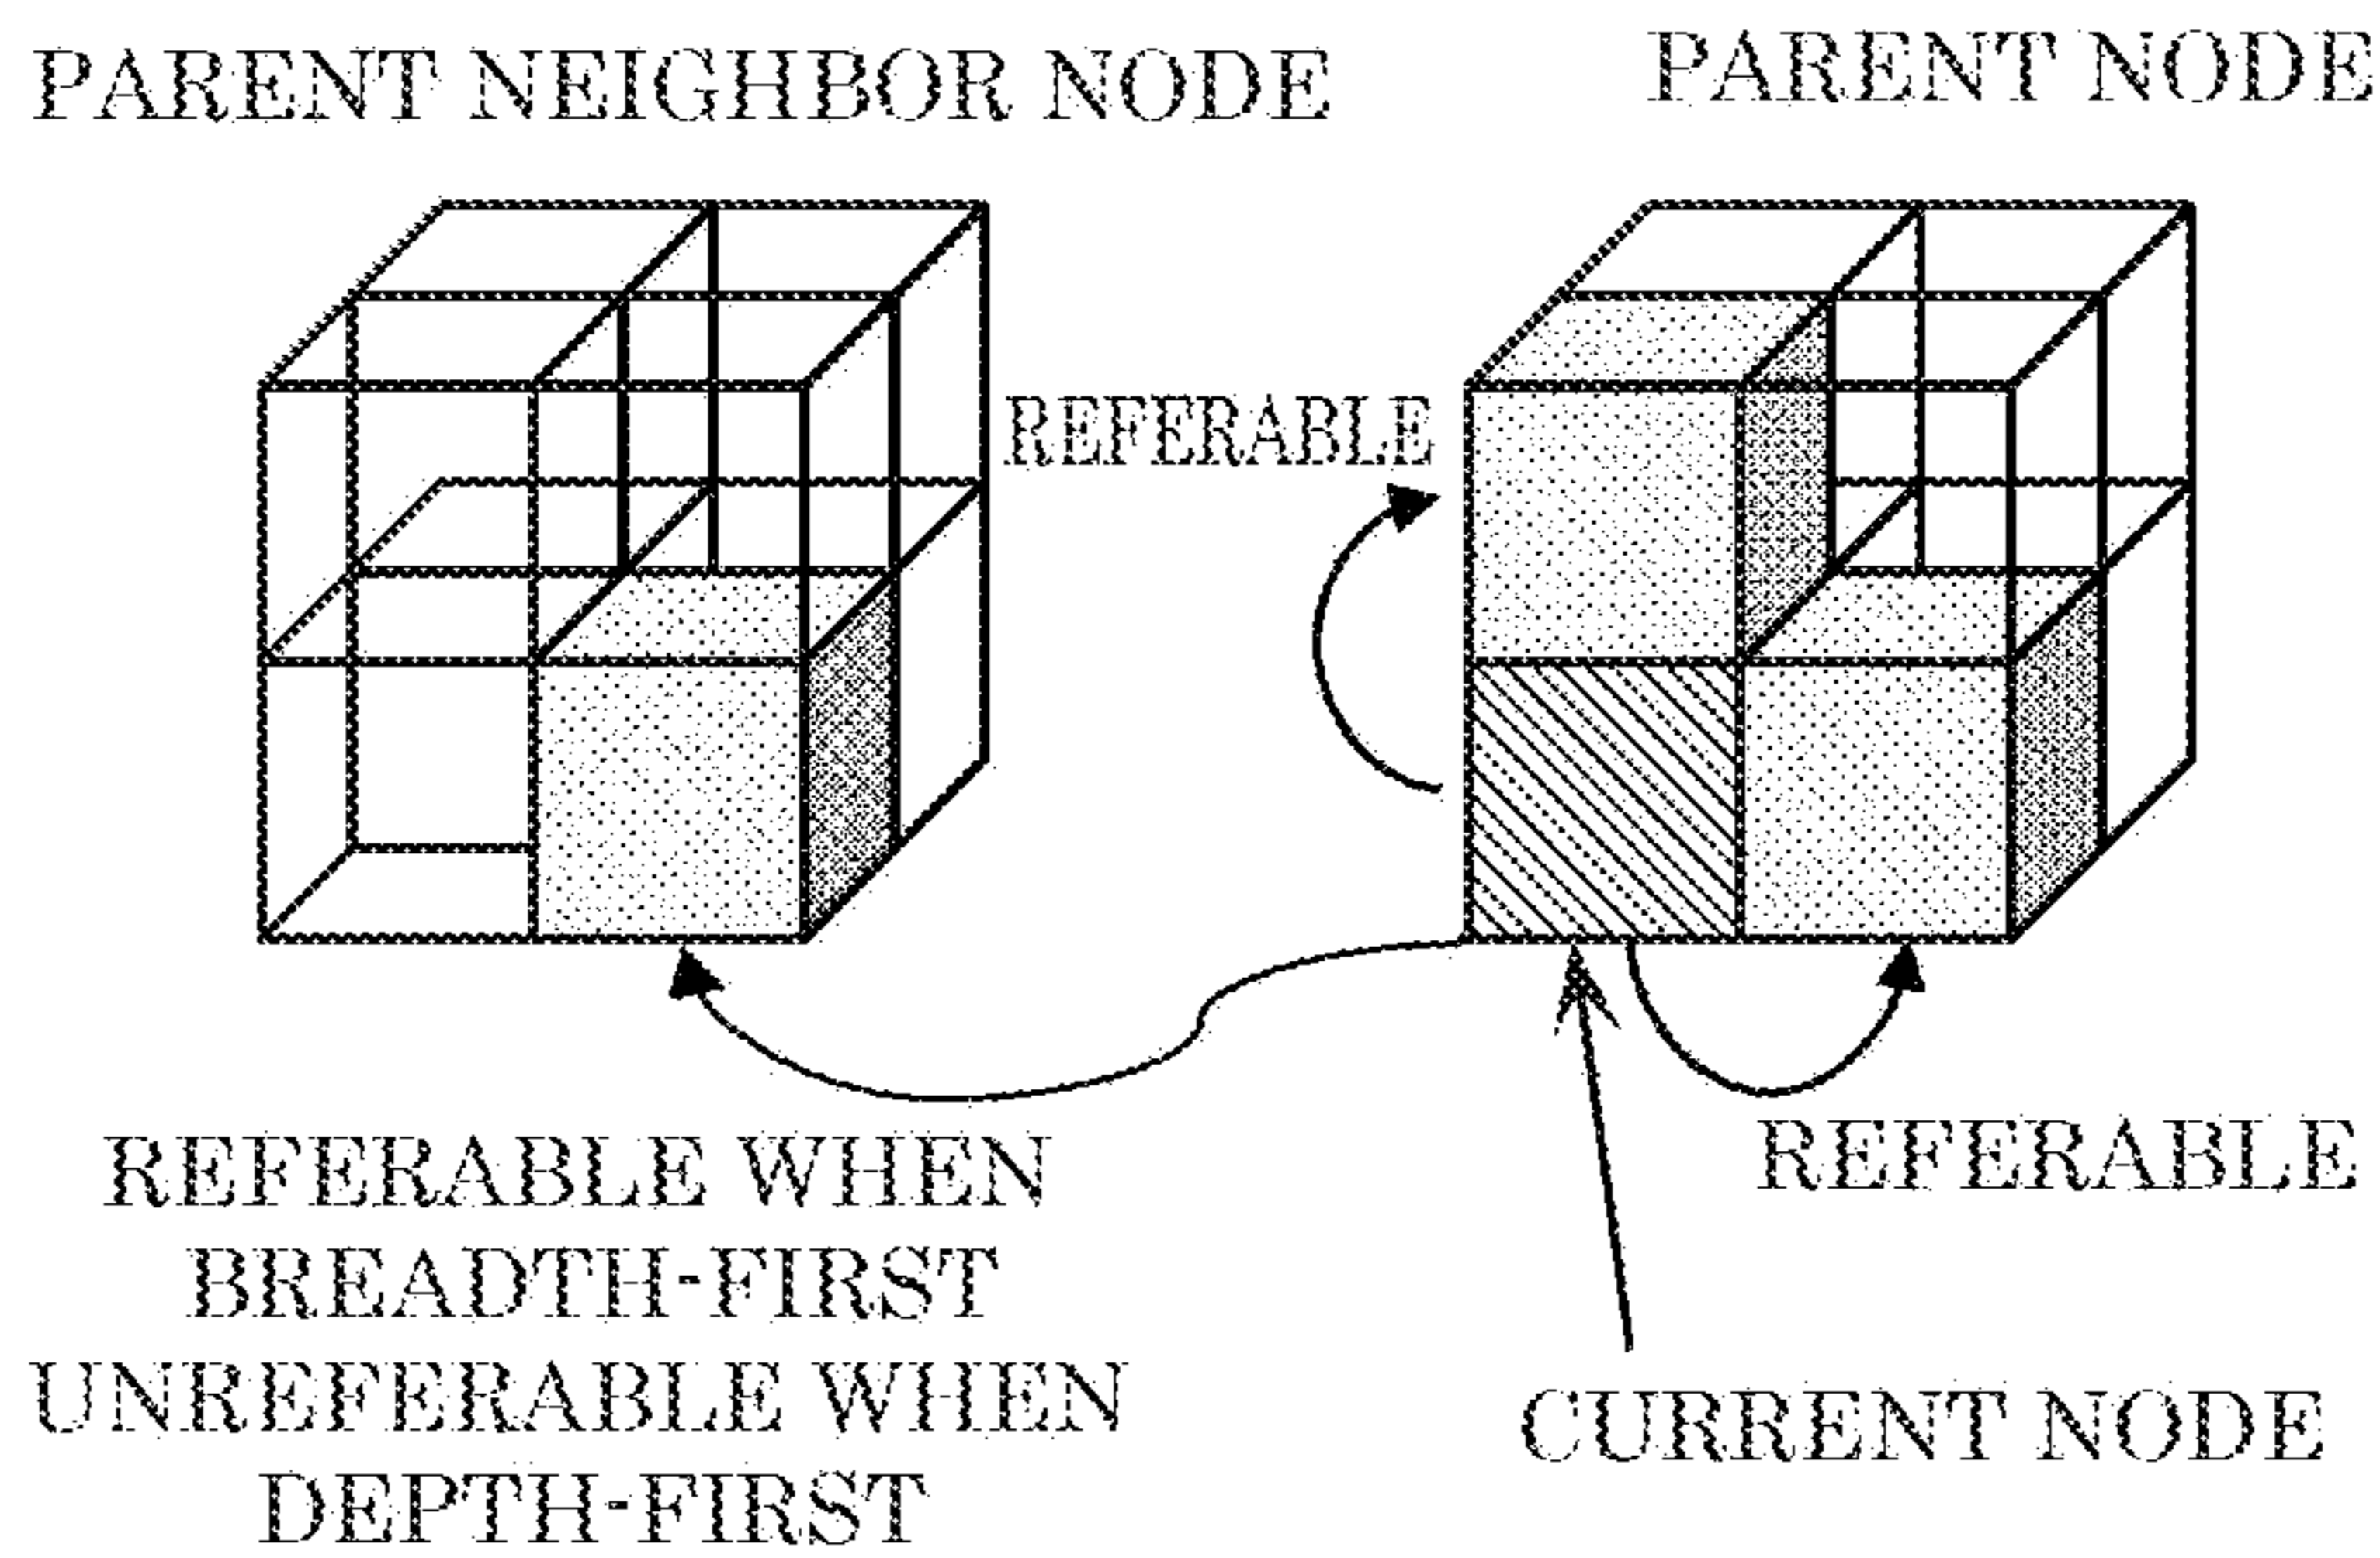 PARENT NEIGHBOR NODE
PARENT NODE
REFERABLE
REFERABLE WHEN
BREADTH-FIRST
UNREFERABLE WHEN
DEPTH-FIRST
REFERABLE
CURRENT NODE